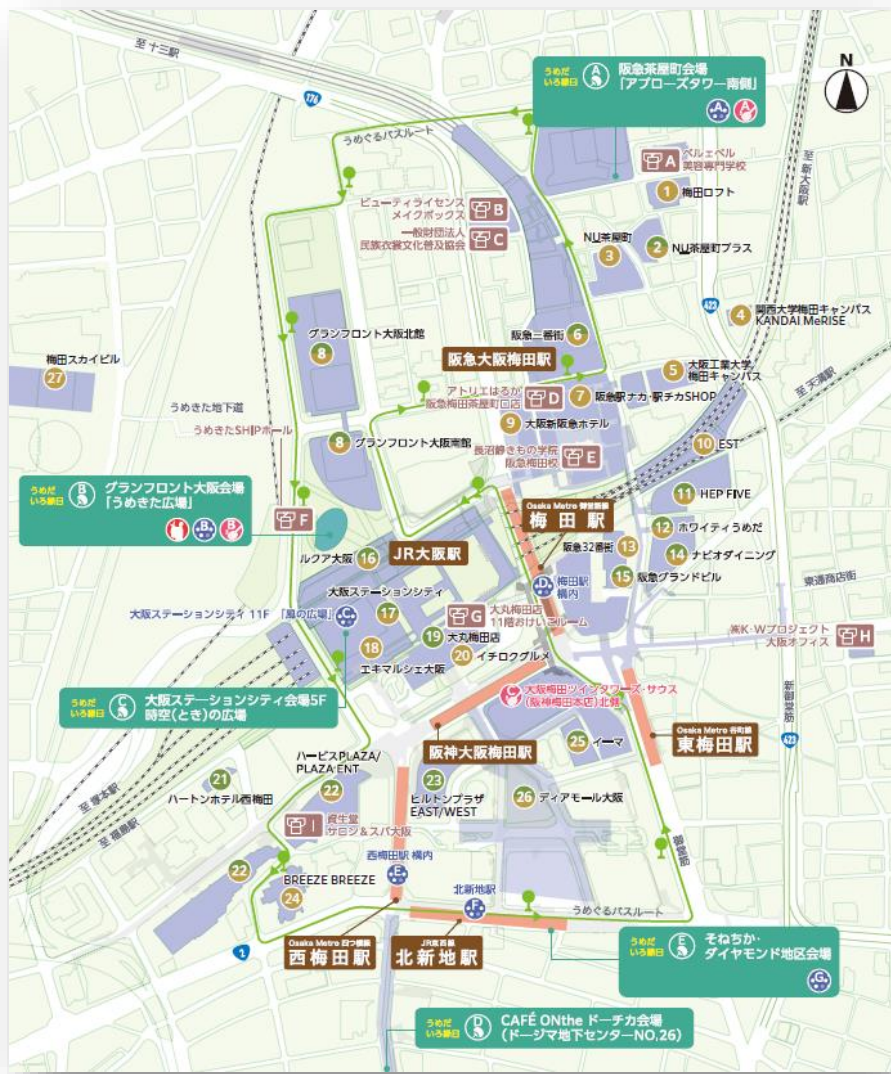 至 十三駅
176
うめぐるバスルート
うめだ
いろ縁日
A
阪急茶屋町会場
「アプローズタワー南側」
A
A
N
至 新大阪駅
A
ベルェベル
美容専門学校
1
梅田ロフト
ビューティライセンス
メイクボックス
B
一般財団法人
民族衣裳文化普及協会
C
NU茶屋町
3
2
NU茶屋町プラス
423
4
関西大学梅田キャンパス
KANDAI MeRISE
グランフロント大阪北館
8
阪急三番街
6
阪急大阪梅田駅
梅田スカイビル
27
5
大阪工業大学
梅田キャンパス
至 天満駅
アトリエはるか
阪急梅田茶屋町口店
D
7
阪急駅ナカ・駅チカSHOP
うめきた地下道
9
大阪新阪急ホテル
うめきたSHIPホール
8
グランフロント大阪南館
10
EST
長沼静きもの学院
阪急梅田校
E
うめだ
いろ縁日
B
グランフロント大阪会場
「うめきた広場」
B
B
F
11
HEP FIVE
Osaka Metro 御堂筋線
梅田駅
12
ホワイティうめだ
ルクア大阪
16
JR大阪駅
阪急32番街
13
14
ナビオダイニング
D
梅田駅
構内
15
阪急グランドビル
東通商店街
大阪ステーションシティ
17
大阪ステーションシティ 11F 「風の広場」
C
G
大丸梅田店
11階おけいこルーム
㈱K・Wプロジェクト
大阪オフィス
H
18
エキマルシェ大阪
19
大丸梅田店
20
イチロクグルメ
うめだ
いろ縁日
C
大阪ステーションシティ会場5F
時空(とき)の広場
C
大阪梅田ツインタワーズ・サウス
(阪神梅田本店)北側
Osaka Metro 谷町線
東梅田駅
423
阪神大阪梅田駅
25
イーマ
ハービスPLAZA/
PLAZA ENT
22
21
ハートンホテル西梅田
至 塚本駅
至 福島駅
23
ヒルトンプラザ
EAST/WEST
26
ディアモール大阪
I
資生堂
サロン&スパ大阪
西梅田駅 構内
E
22
BREEZE BREEZE
24
北新地駅
F
うめぐるバスルート
2
Osaka Metro 四つ橋線
西梅田駅
JR東西線
北新地駅
うめだ
いろ縁日
E
そねちか・
ダイヤモンド地区会場
G
うめだ
いろ縁日
D
CAFÉ ONthe ドーチカ会場
(ドージマ地下センターNO,26)